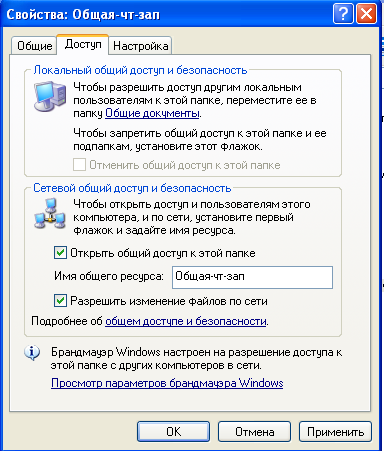 Свойства: Общая-чт-зап
Общие
Доступ
Настройка
Локальный общий доступ и безопасность
Чтобы разрешить доступ другим локальным
пользователям к этой папке, переместите ее в
папку Общие документы.
Чтобы запретить общий доступ к этой папке и ее
подпапкам, установите этот флажок.
Отменить общий доступ к этой папке
Сетевой общий доступ и безопасность
Чтобы открыть доступ и пользователям этого
компьютера, и по сети, установите первый
флажок и задайте имя ресурса.
Открыть общий доступ к этой папке
Имя общего ресурса: Общая-чт-зап
Разрешить изменение файлов по сети
Подробнее об общем доступе и безопасности.
Брандмауэр Windows настроен на разрешение доступа к
этой папке с других компьютеров в сети.
Просмотр параметров брандмауэра Windows
OK
Отмена
Применить